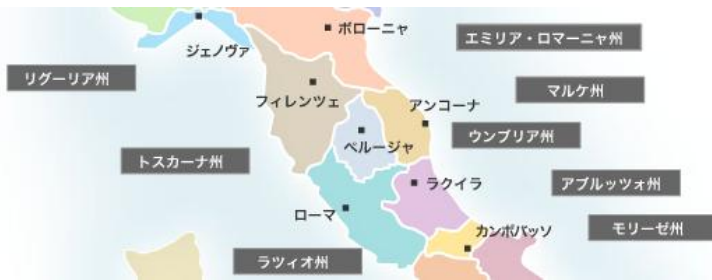 ボローニャ
エミリア・ロマーニャ州
ジェノヴァ
リグーリア州
マルケ州
フィレンツェ
アンコーナ
ウンブリア州
ペルージャ
トスカーナ州
ラクイラ
アブルッツォ州
ローマ
モリーゼ州
カンポバッソ
ラツィオ州